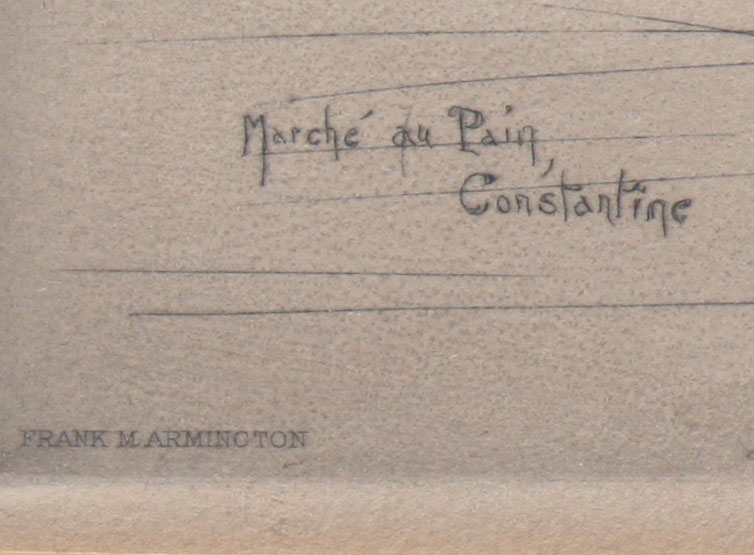 Marché au Pain,
Constantine
FRANK M. ARMINGTON